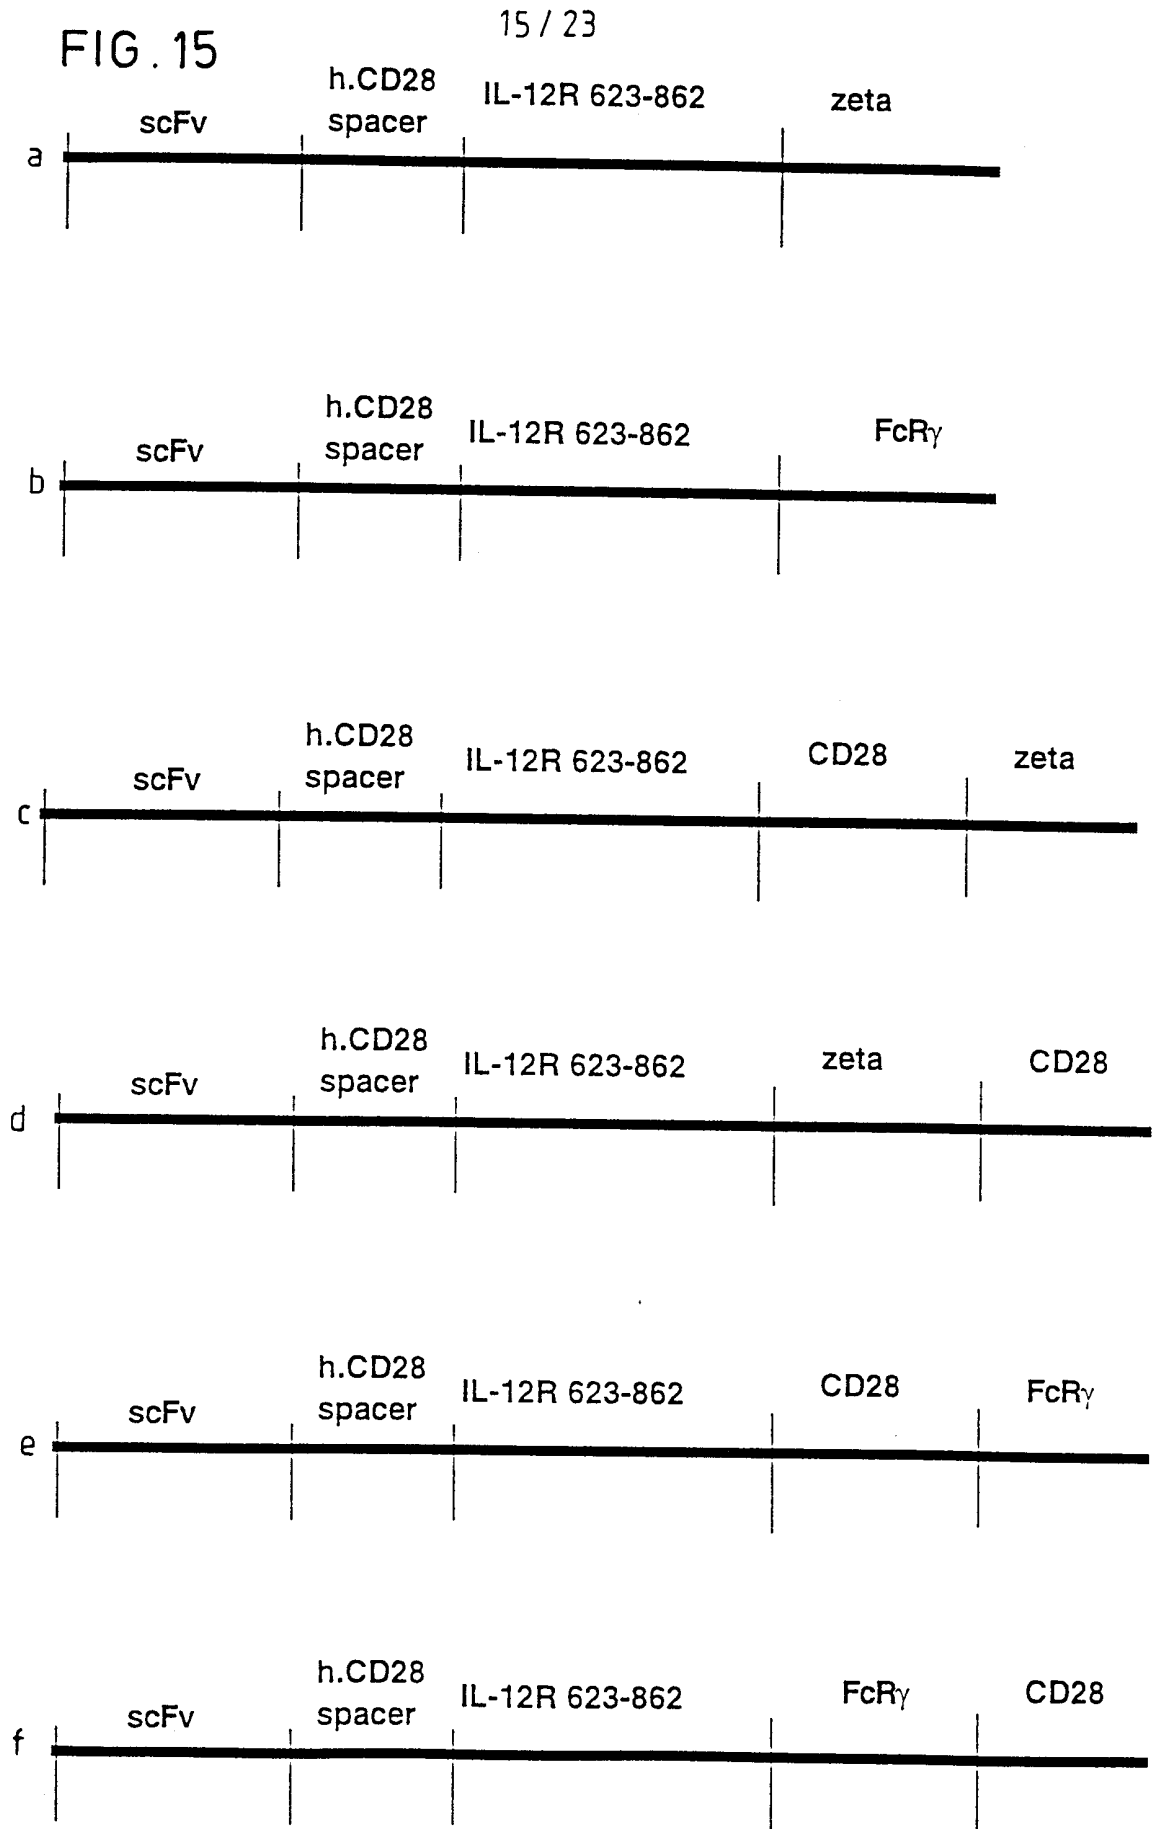 15/23
FIG. 15
a
scFv
h.CD28
spacer
IL-12R 623-862
zeta
b
scFv
h.CD28
spacer
IL-12R 623-862
FcRγ
c
scFv
h.CD28
spacer
IL-12R 623-862
CD28
zeta
d
scFv
h.CD28
spacer
IL-12R 623-862
zeta
CD28
e
scFv
h.CD28
spacer
IL-12R 623-862
CD28
FcRγ
f
scFv
h.CD28
spacer
IL-12R 623-862
FcRγ
CD28